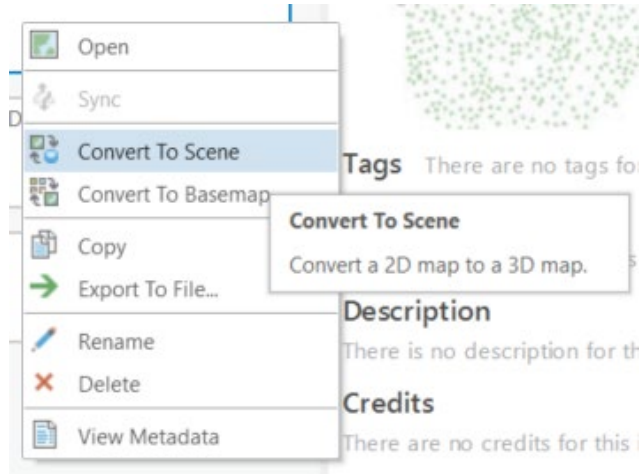 Open
Sync
D
Convert To Scene
Convert To Basemap
Copy
Export To File...
Rename
Delete
View Metadata
Tags There are no tags for
Convert To Scene
Convert a 2D map to a 3D map.
s
Description
There is no description for th
Credits
There are no credits for this i